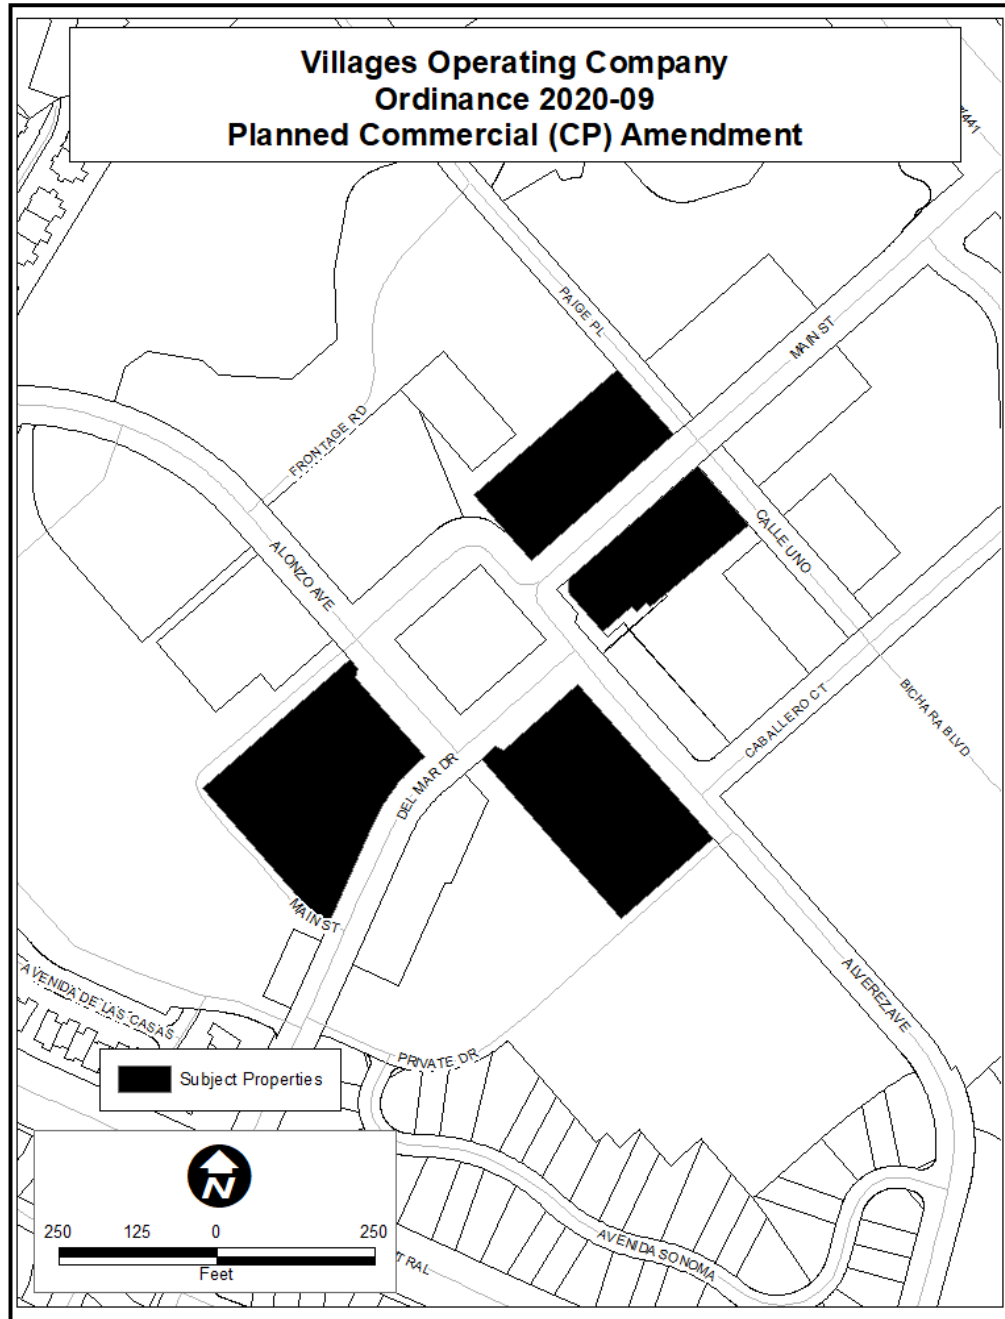 Villages Operating Company
Ordinance 2020-09
Planned Commercial (CP) Amendment
/441
PAIGE PL
MAIN ST
FRONTAGE RD
CALLE UNO
ALONZO AVE
BICHARA BLVD
CABALLERO CT
DEL MAR DR
MAIN ST
ALVEREZ AVE
AVENIDA DE LAS CASAS
PRIVATE DR
Subject Properties
N
250 125 0 250
Feet
AVENIDA SONOMA
TRAL